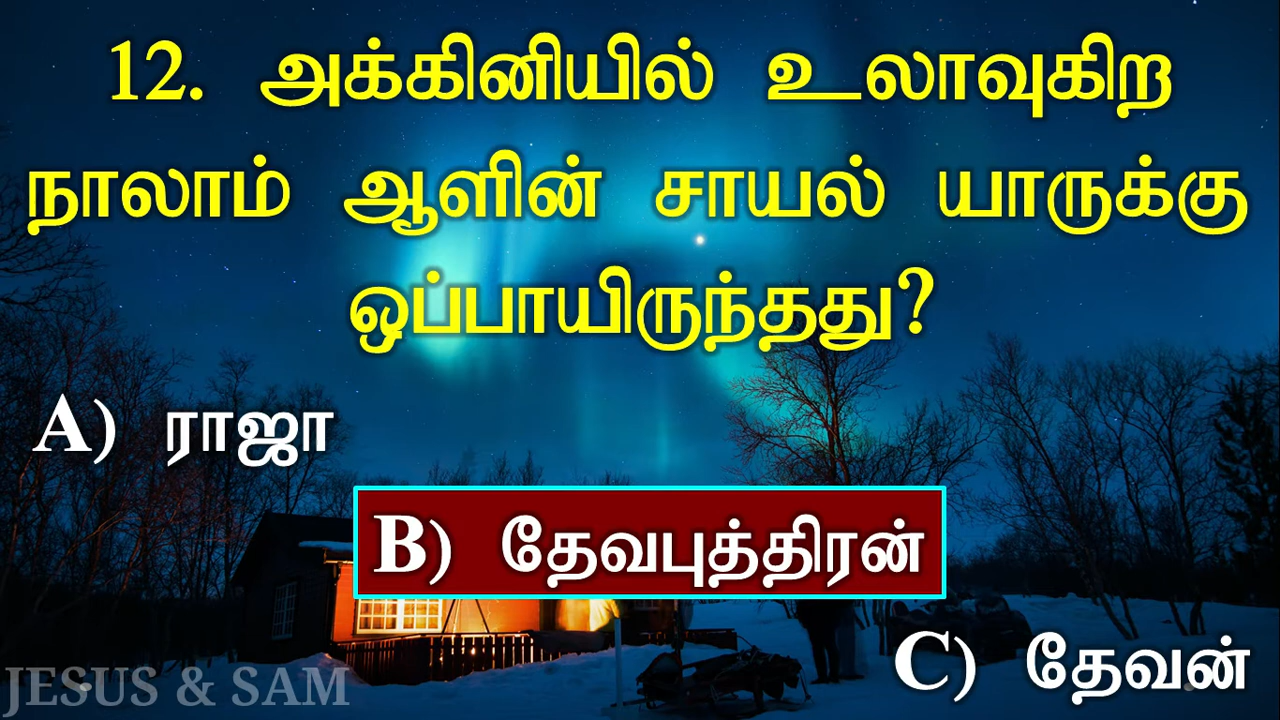 12. அக்கினியில் உலாவுகிற
நாலாம் ஆளின் சாயல் யாருக்கு
ஒப்பாயிருந்தது?
A) ராஜா
B) தேவபுத்திரன்
C) தேவன்
JESUS & SAM